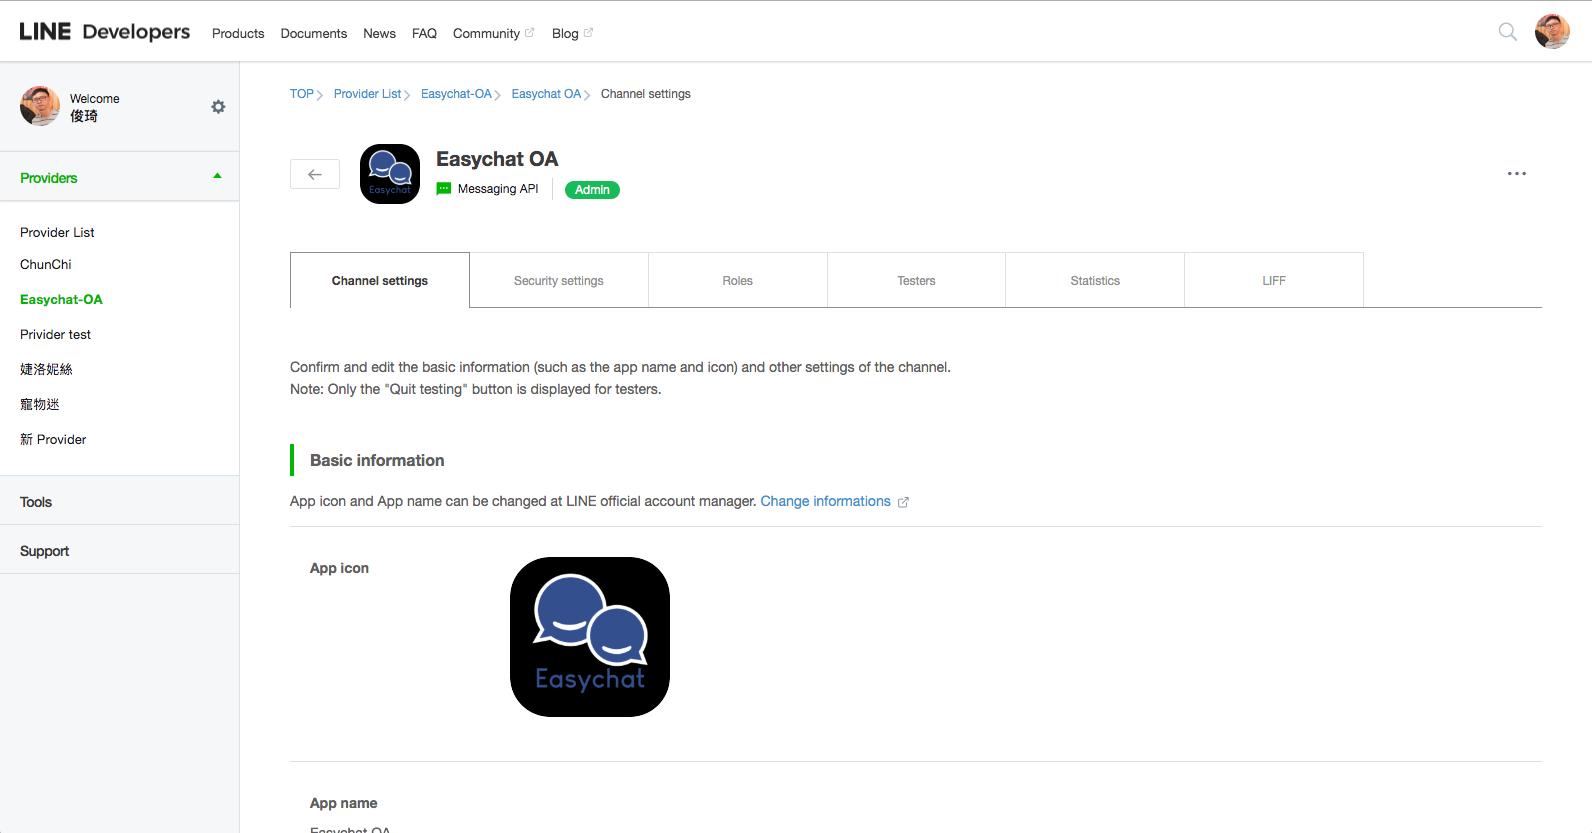 LINE Developers Products Documents News FAQ Community Blog
Welcome
俊琦
Providers
Provider List
ChunChi
Easychat-OA
Privider test
婕洛妮絲
寵物迷
新 Provider
Tools
Support
TOP Provider List Easychat-OA Easychat OA Channel settings
Easychat
Easychat OA
Messaging API Admin
Channel settings Security settings Roles Testers Statistics LIFF
Confirm and edit the basic information (such as the app name and icon) and other settings of the channel.
Note: Only the "Quit testing" button is displayed for testers.
Basic information
App icon and App name can be changed at LINE official account manager. Change informations
App icon
Easychat
App name
Easychat OA